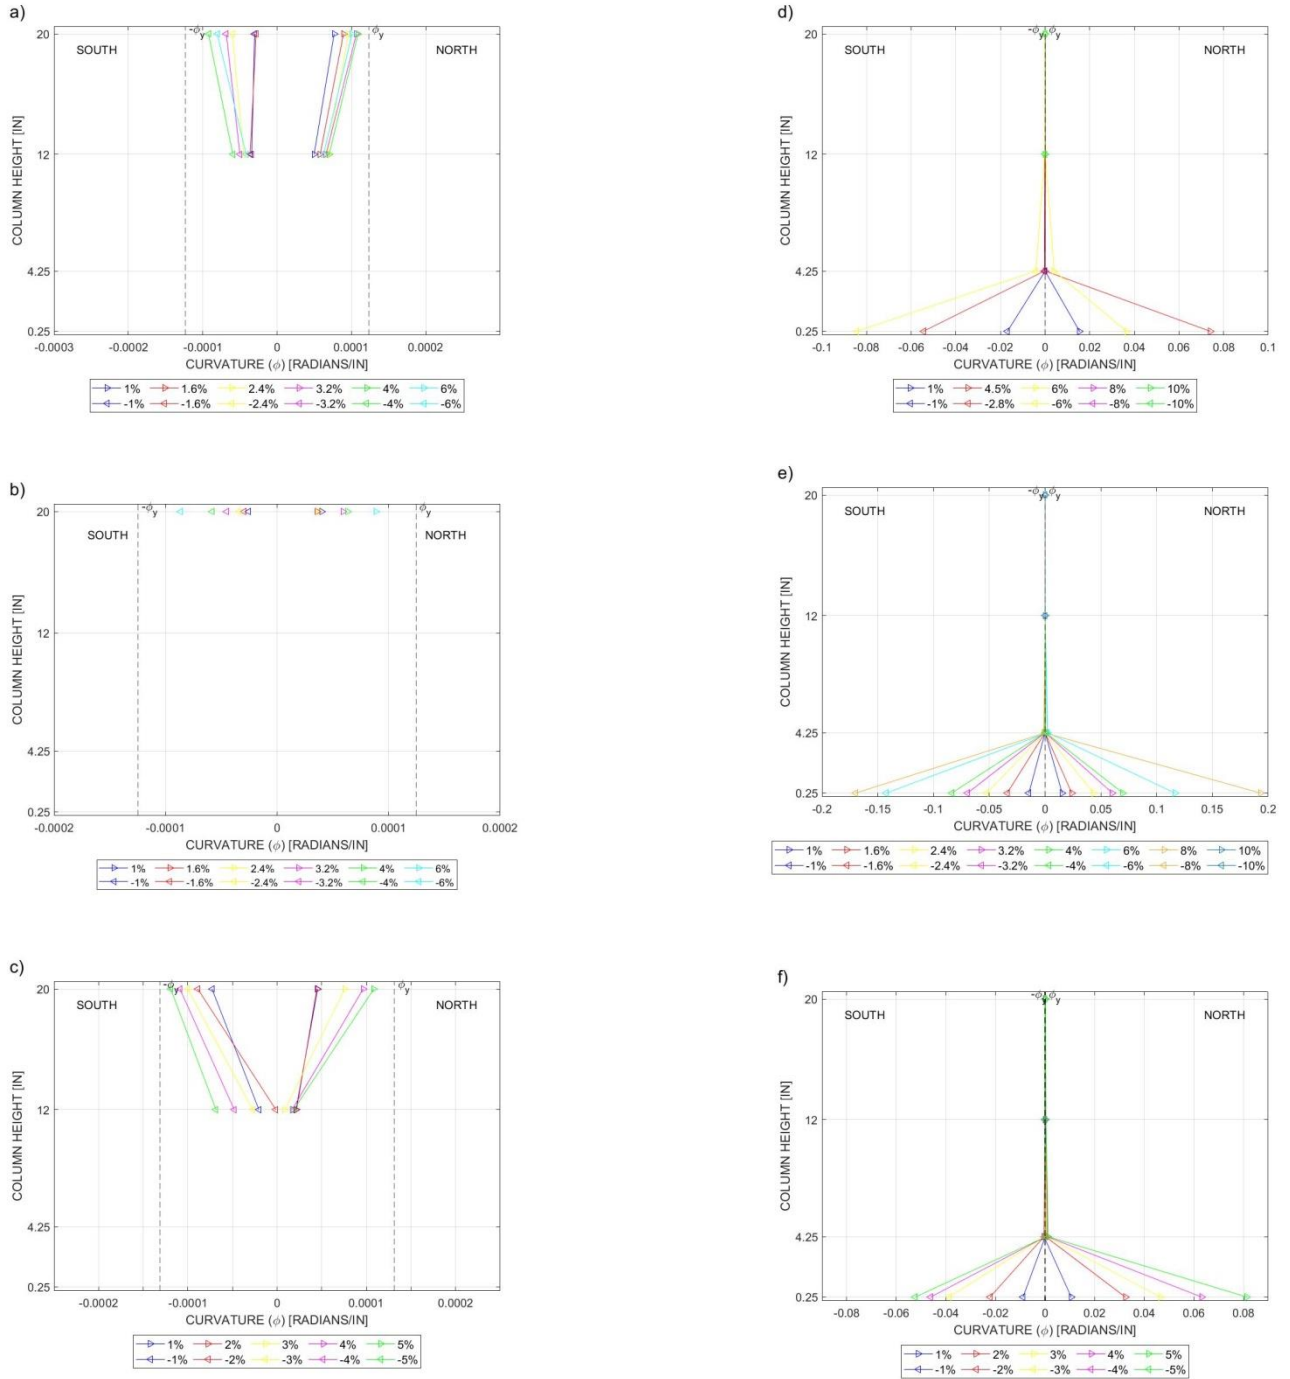 a)
-ϕy ϕy
SOUTH NORTH
20
12
4.25
0.25
COLUMN HEIGHT [IN]
-0.0003 -0.0002 -0.0001 0 0.0001 0.0002
CURVATURE (ϕ) [RADIANS/IN]
1% 1.6% 2.4% 3.2% 4% 6%
-1% -1.6% -2.4% -3.2% -4% -6%
b)
-ϕy ϕy
SOUTH NORTH
20
12
4.25
0.25
COLUMN HEIGHT [IN]
-0.0002 -0.0001 0 0.0001 0.0002
CURVATURE (ϕ) [RADIANS/IN]
1% 1.6% 2.4% 3.2% 4% 6%
-1% -1.6% -2.4% -3.2% -4% -6%
c)
-ϕy ϕy
SOUTH NORTH
20
12
4.25
0.25
COLUMN HEIGHT [IN]
-0.0002 -0.0001 0 0.0001 0.0002
CURVATURE (ϕ) [RADIANS/IN]
1% 2% 3% 4% 5%
-1% -2% -3% -4% -5%
d)
-ϕy ϕy
SOUTH NORTH
20
12
4.25
0.25
COLUMN HEIGHT [IN]
-0.1 -0.08 -0.06 -0.04 -0.02 0 0.02 0.04 0.06 0.08 0.1
CURVATURE (ϕ) [RADIANS/IN]
1% 4.5% 6% 8% 10%
-1% -2.8% -6% -8% -10%
e)
-ϕy ϕy
SOUTH NORTH
20
12
4.25
0.25
COLUMN HEIGHT [IN]
-0.2 -0.15 -0.1 -0.05 0 0.05 0.1 0.15 0.2
CURVATURE (ϕ) [RADIANS/IN]
1% 1.6% 2.4% 3.2% 4% 6% 8% 10%
-1% -1.6% -2.4% -3.2% -4% -6% -8% -10%
f)
-ϕy ϕy
SOUTH NORTH
20
12
4.25
0.25
COLUMN HEIGHT [IN]
-0.08 -0.06 -0.04 -0.02 0 0.02 0.04 0.06 0.08
CURVATURE (ϕ) [RADIANS/IN]
1% 2% 3% 4% 5%
-1% -2% -3% -4% -5%